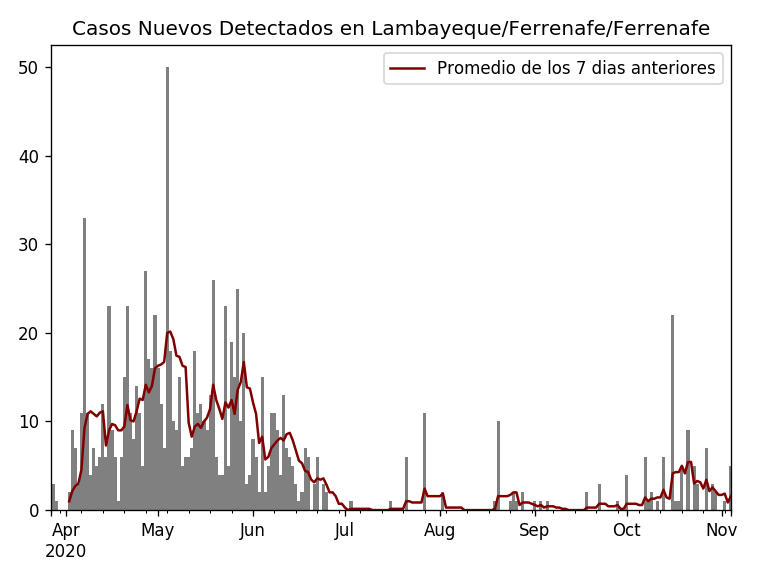 Casos Nuevos Detectados en Lambayeque/Ferrenafe/Ferrenafe
Promedio de los 7 dias anteriores
50
40
30
20
10
0
Apr May Jun Jul Aug Sep Oct Nov
2020